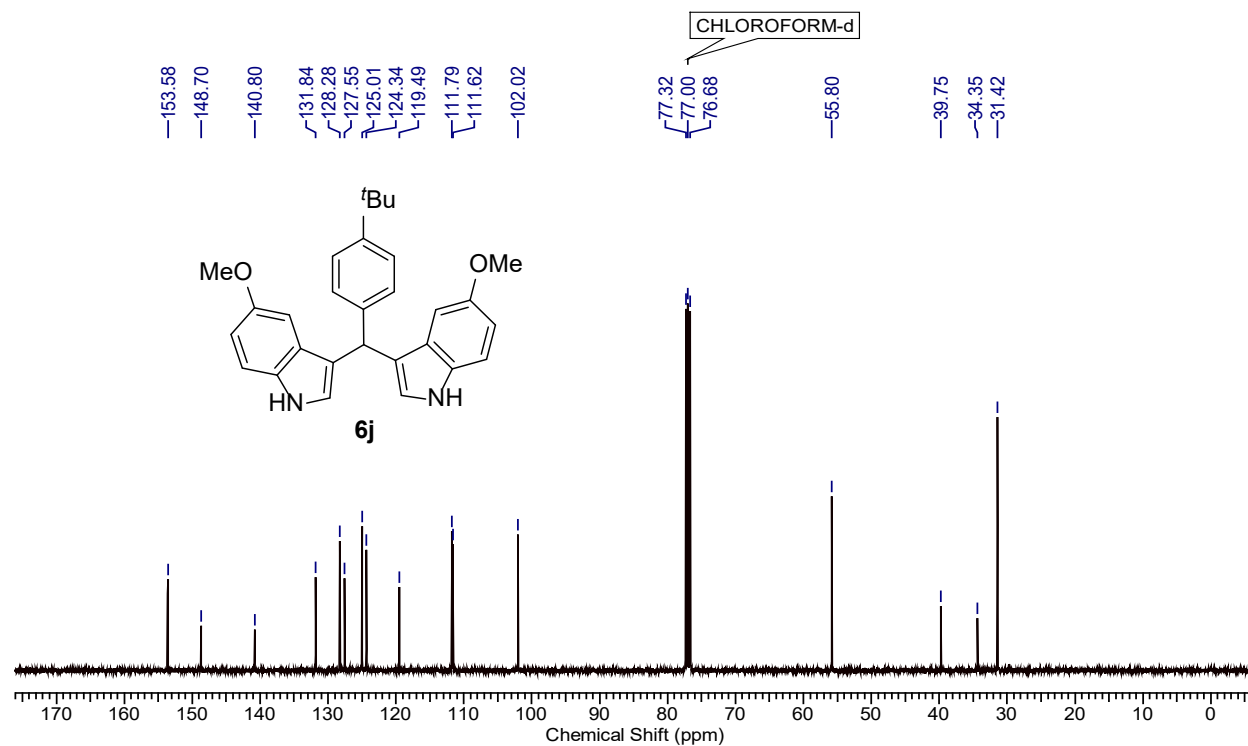 CHLOROFORM-d
153.58
148.70
140.80
131.84
128.28
127.55
125.01
124.34
119.49
111.79
111.62
102.02
77.32
77.00
76.68
55.80
39.75
34.35
31.42
tBu
MeO
OMe
HN
NH
6j
170 160 150 140 130 120 110 100 90 80 70 60 50 40 30 20 10 0
Chemical Shift (ppm)